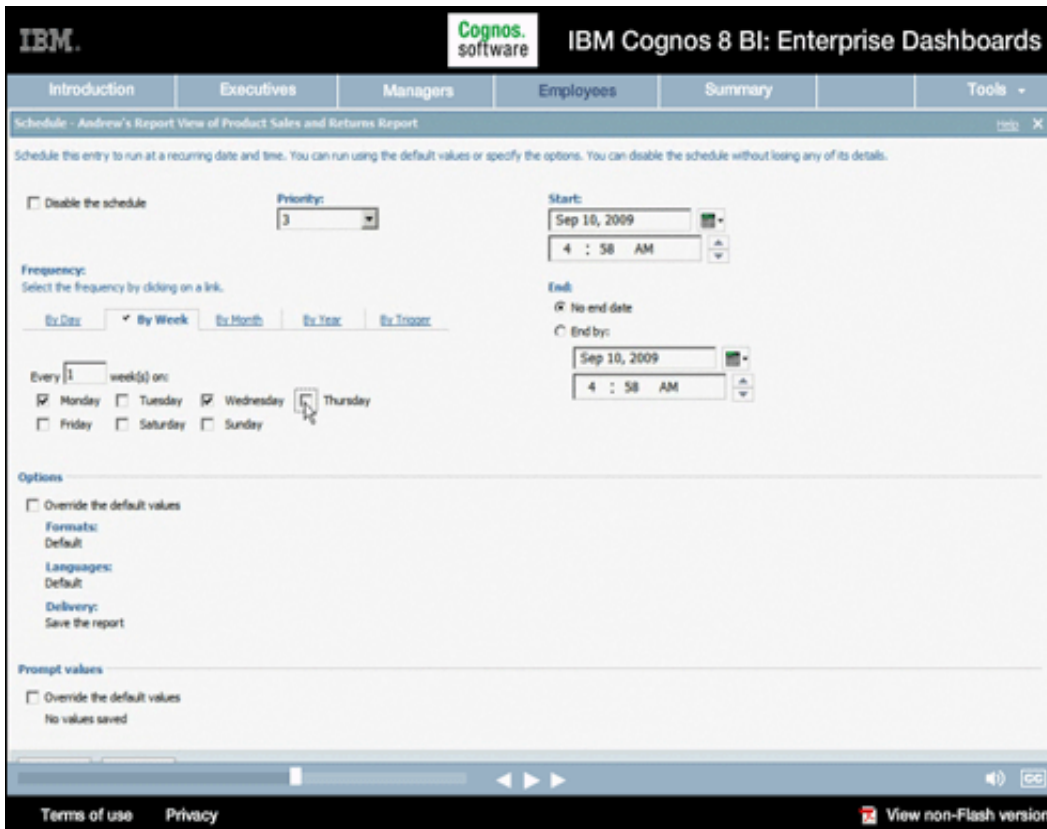 IBM.
Cognos.
software
IBM Cognos 8 BI: Enterprise Dashboards
Introduction Executives Managers Employees Summary Tools
Schedule - Andrew's Report View of Product Sales and Returns Report Help X
Schedule this entry to run at a recurring date and time. You can run using the default values or specify the options. You can disable the schedule without losing any of its details.
Disable the schedule
Priority:
3
Start:
Sep 10, 2009
4 : 58 AM
Frequency:
Select the frequency by clicking on a link.
By Day By Week By Month By Year By Trigger
End:
No end date
End by:
Sep 10, 2009
4 : 58 AM
Every 1 week(s) on:
Monday Tuesday Wednesday Thursday
Friday Saturday Sunday
Options
Override the default values
Formats:
Default
Languages:
Default
Delivery:
Save the report
Prompt values
Override the default values
No values saved
CC
Terms of use Privacy View non-Flash version